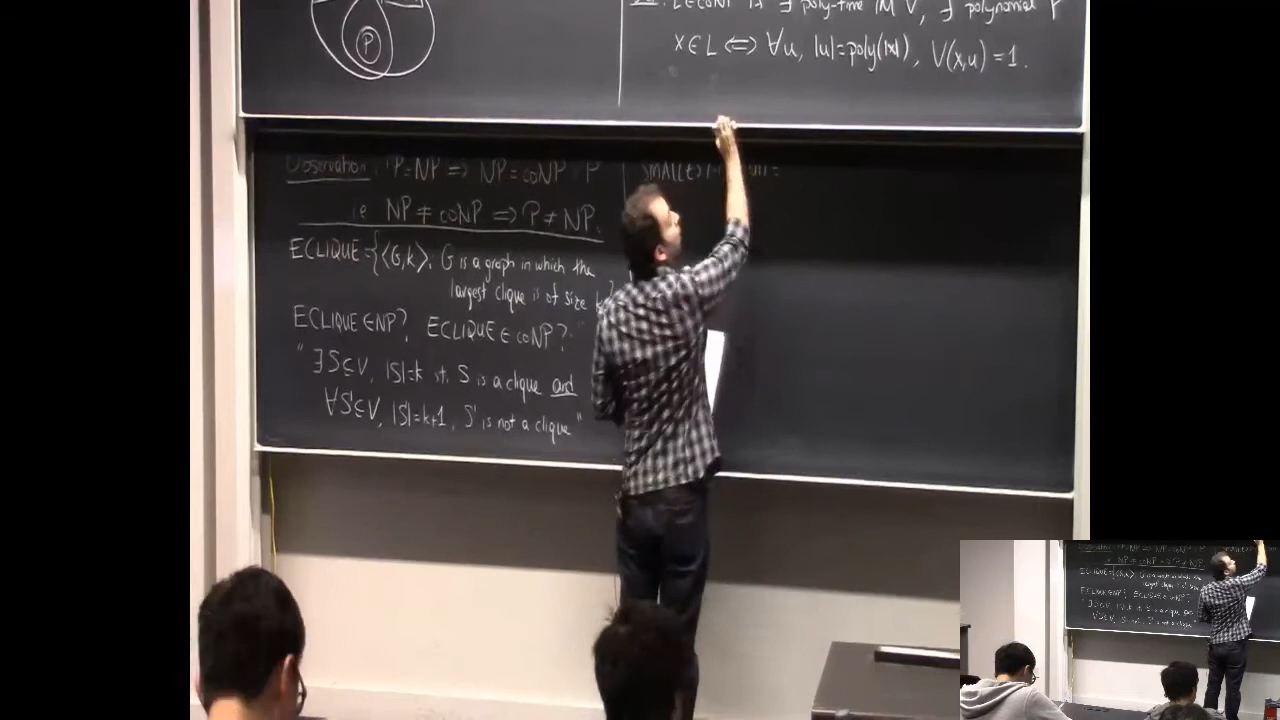 P
L∈coNP if ∃ poly-time TM V, ∃ polynomial P
x∈L ⟺ ∀u, |u|=poly(|x|), V(x,u)=1.
Observation: P=NP ⟹ NP=coNP=P
i.e. NP≠coNP ⟹ P≠NP.
ECLIQUE={⟨G,k⟩. G is a graph in which the
largest clique is of size k
ECLIQUE∈NP? ECLIQUE∈coNP?
"∃S⊆V, |S|=k s.t. S is a clique and
∀S'⊆V, |S'|=k+1, S' is not a clique"